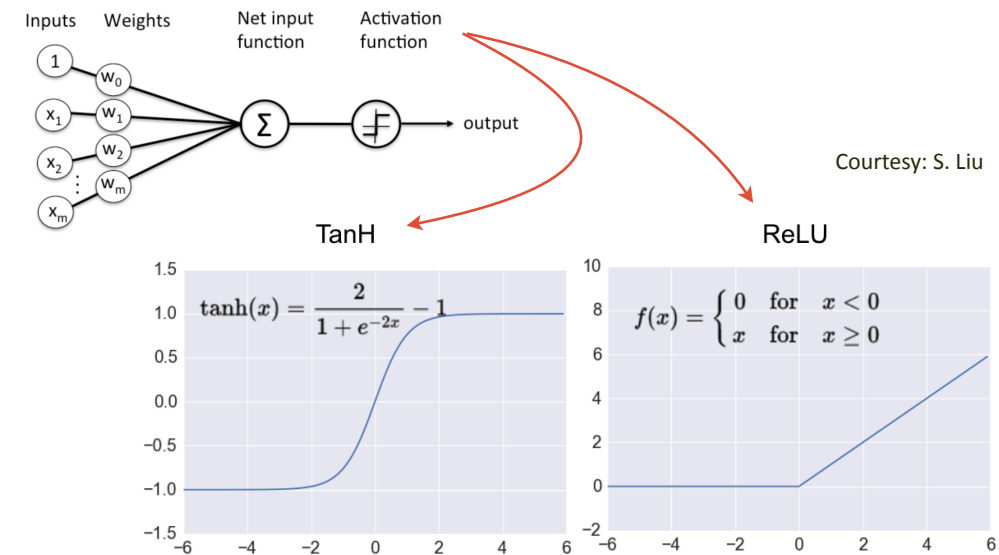 Inputs Weights Net input function Activation function
1 w₀
x₁ w₁
x₂ w₂
⋮ wₘ
xₘ
Σ
output
Courtesy: S. Liu
TanH
1.5
1.0
0.5
0.0
−0.5
−1.0
−1.5
−6 −4 −2 0 2 4 6
tanh(x) = 2 / (1 + e⁻²ˣ) − 1
ReLU
10
8
6
4
2
0
−2
−6 −4 −2 0 2 4 6
f(x) = { 0 for x < 0
x for x ≥ 0